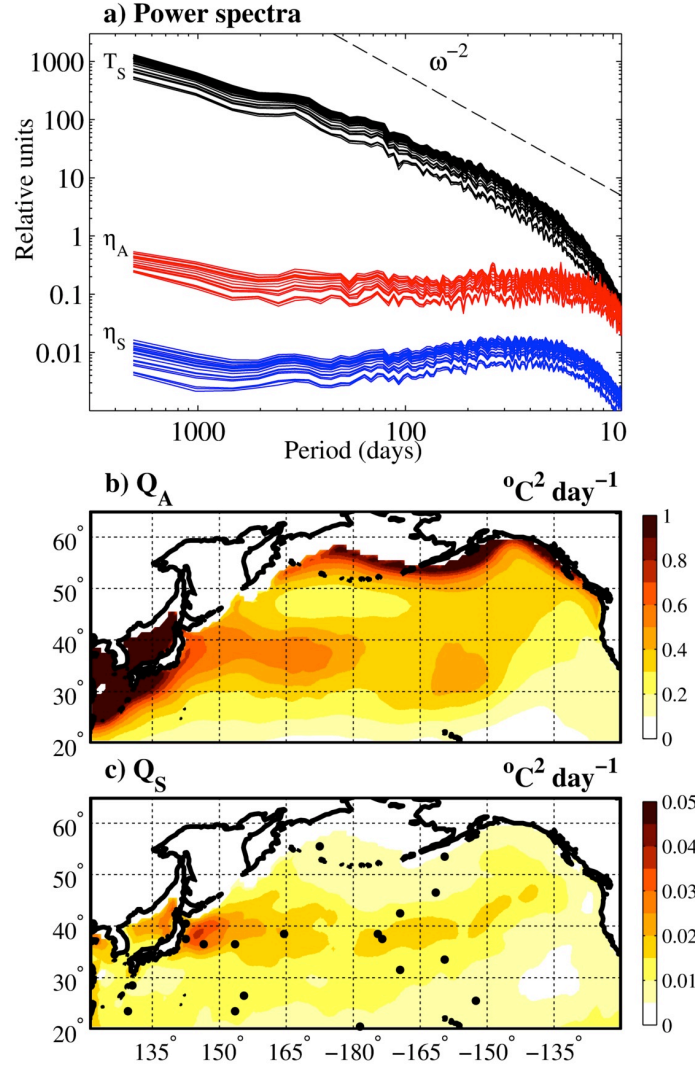 a) Power spectra
1000
T_S
ω⁻²
100
10
Relative units
1
η_A
0.1
η_S
0.01
1000 100 10
Period (days)
b) Q_A °C² day⁻¹
60°
50°
40°
30°
20°
1
0.8
0.6
0.4
0.2
0
c) Q_S °C² day⁻¹
60°
50°
40°
30°
20°
0.05
0.04
0.03
0.02
0.01
0
135° 150° 165° −180° −165° −150° −135°